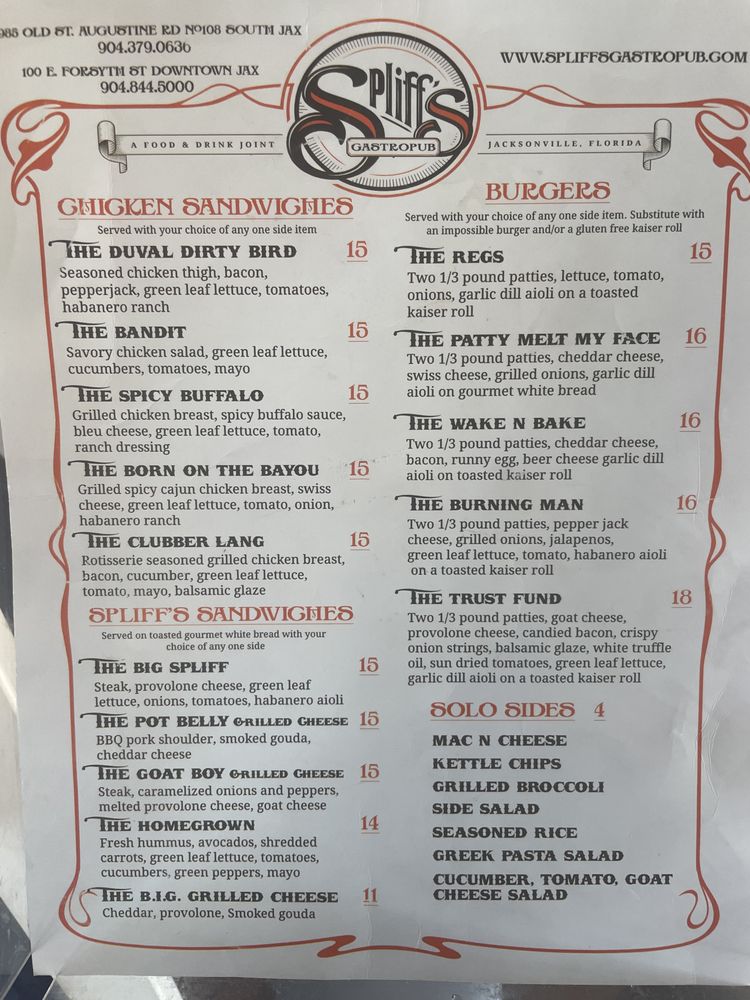 OLD ST. AUGUSTINE RD Nº108 SOUTH JAX
904.379.0636
100 E. FORSYTH ST DOWNTOWN JAX
904.844.5000
WWW.SPLIFFSGASTROPUB.COM
Spliff's
GASTROPUB
A FOOD & DRINK JOINT
JACKSONVILLE, FLORIDA
CHICKEN SANDWICHES
Served with your choice of any one side item
THE DUVAL DIRTY BIRD 15
Seasoned chicken thigh, bacon,
pepperjack, green leaf lettuce, tomatoes,
habanero ranch
THE BANDIT 15
Savory chicken salad, green leaf lettuce,
cucumbers, tomatoes, mayo
THE SPICY BUFFALO 15
Grilled chicken breast, spicy buffalo sauce,
bleu cheese, green leaf lettuce, tomato,
ranch dressing
THE BORN ON THE BAYOU 15
Grilled spicy cajun chicken breast, swiss
cheese, green leaf lettuce, tomato, onion,
habanero ranch
THE CLUBBER LANG 15
Rotisserie seasoned grilled chicken breast,
bacon, cucumber, green leaf lettuce,
tomato, mayo, balsamic glaze
SPLIFF'S SANDWICHES
Served on toasted gourmet white bread with your
choice of any one side
THE BIG SPLIFF 15
Steak, provolone cheese, green leaf
lettuce, onions, tomatoes, habanero aioli
THE POT BELLY GRILLED CHEESE 15
BBQ pork shoulder, smoked gouda,
cheddar cheese
THE GOAT BOY GRILLED CHEESE 15
Steak, caramelized onions and peppers,
melted provolone cheese, goat cheese
THE HOMEGROWN 14
Fresh hummus, avocados, shredded
carrots, green leaf lettuce, tomatoes,
cucumbers, green peppers, mayo
THE B.I.G. GRILLED CHEESE 11
Cheddar, provolone, Smoked gouda
BURGERS
Served with your choice of any one side item. Substitute with
an impossible burger and/or a gluten free kaiser roll
THE REGS 15
Two 1/3 pound patties, lettuce, tomato,
onions, garlic dill aioli on a toasted
kaiser roll
THE PATTY MELT MY FACE 16
Two 1/3 pound patties, cheddar cheese,
swiss cheese, grilled onions, garlic dill
aioli on gourmet white bread
THE WAKE N BAKE 16
Two 1/3 pound patties, cheddar cheese,
bacon, runny egg, beer cheese garlic dill
aioli on toasted kaiser roll
THE BURNING MAN 16
Two 1/3 pound patties, pepper jack
cheese, grilled onions, jalapenos,
green leaf lettuce, tomato, habanero aioli
on a toasted kaiser roll
THE TRUST FUND 18
Two 1/3 pound patties, goat cheese,
provolone cheese, candied bacon, crispy
onion strings, balsamic glaze, white truffle
oil, sun dried tomatoes, green leaf lettuce,
garlic dill aioli on a toasted kaiser roll
SOLO SIDES 4
MAC N CHEESE
KETTLE CHIPS
GRILLED BROCCOLI
SIDE SALAD
SEASONED RICE
GREEK PASTA SALAD
CUCUMBER, TOMATO, GOAT
CHEESE SALAD